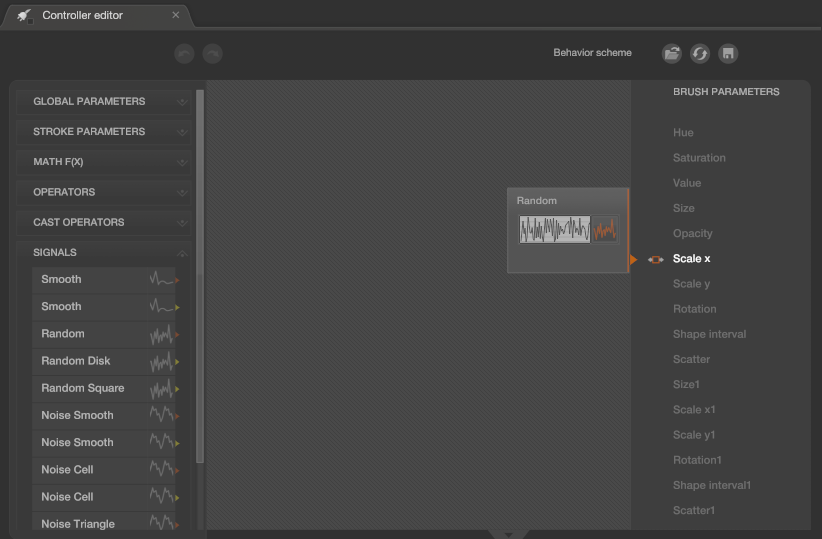 Controller editor
Behavior scheme
GLOBAL PARAMETERS
STROKE PARAMETERS
MATH F(X)
OPERATORS
CAST OPERATORS
SIGNALS
Smooth
Smooth
Random
Random Disk
Random Square
Noise Smooth
Noise Smooth
Noise Cell
Noise Cell
Noise Triangle
Random
BRUSH PARAMETERS
Hue
Saturation
Value
Size
Opacity
Scale x
Scale y
Rotation
Shape interval
Scatter
Size1
Scale x1
Scale y1
Rotation1
Shape interval1
Scatter1